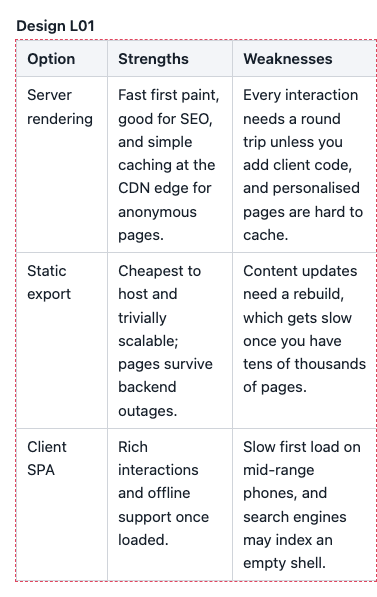 Design L01
Option Strengths Weaknesses
Server rendering
Fast first paint,
good for SEO,
and simple
caching at the
CDN edge for
anonymous
pages.
Every interaction
needs a round
trip unless you
add client code,
and personalised
pages are hard to
cache.
Static
export
Cheapest to
host and
trivially
scalable;
pages survive
backend
outages.
Content updates
need a rebuild,
which gets slow
once you have
tens of thousands
of pages.
Client
SPA
Rich
interactions
and offline
support once
loaded.
Slow first load on
mid-range
phones, and
search engines
may index an
empty shell.